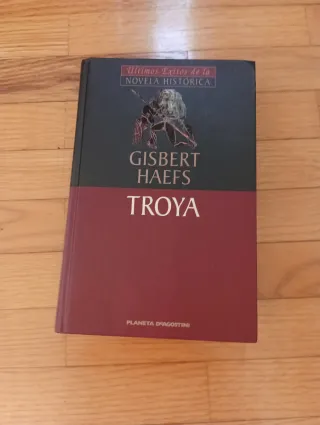 Últimos Éxitos de la
NOVELA HISTÓRICA
GISBERT
HAEFS
TROYA
PLANETA DEAGOSTINI